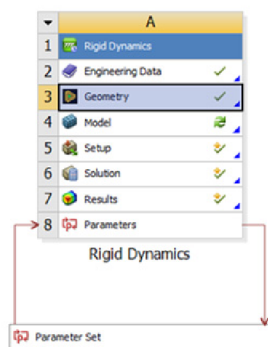 A
1 Rigid Dynamics
2 Engineering Data
3 Geometry
4 Model
5 Setup
6 Solution
7 Results
8 Parameters
Rigid Dynamics
Parameter Set